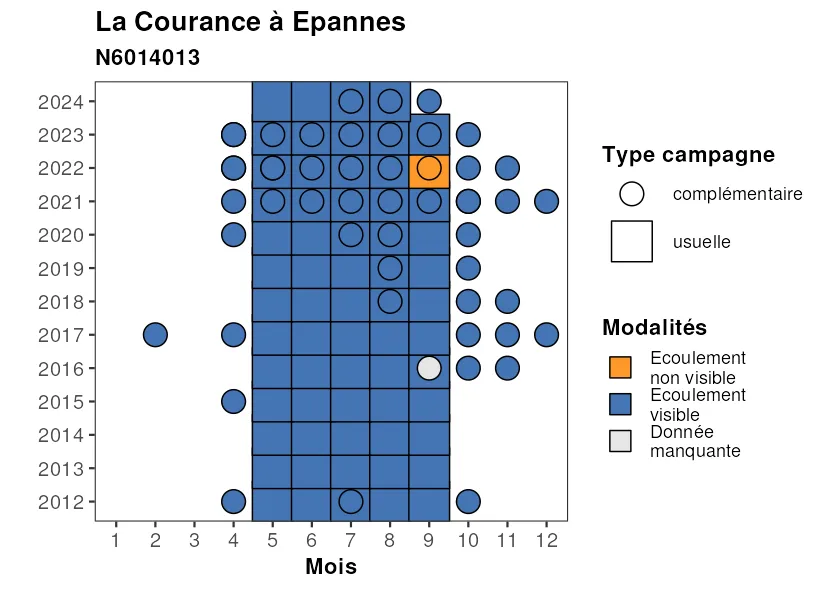 La Courance à Epannes
N6014013
2024
2023
2022
2021
2020
2019
2018
2017
2016
2015
2014
2013
2012
1 2 3 4 5 6 7 8 9 10 11 12
Mois
Type campagne
complémentaire
usuelle
Modalités
Ecoulement
non visible
Ecoulement
visible
Donnée
manquante